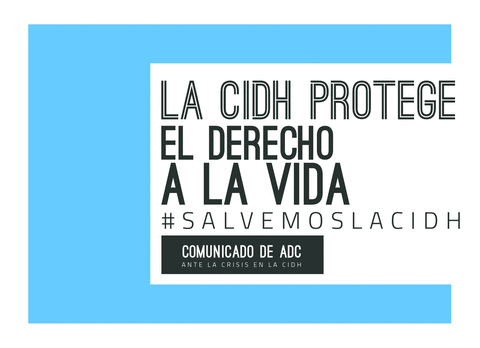 LA CIDH PROTEGE
EL DERECHO
A LA VIDA
#SALVEMOSLACIDH
COMUNICADO DE ADC
ANTE LA CRISIS EN LA CIDH